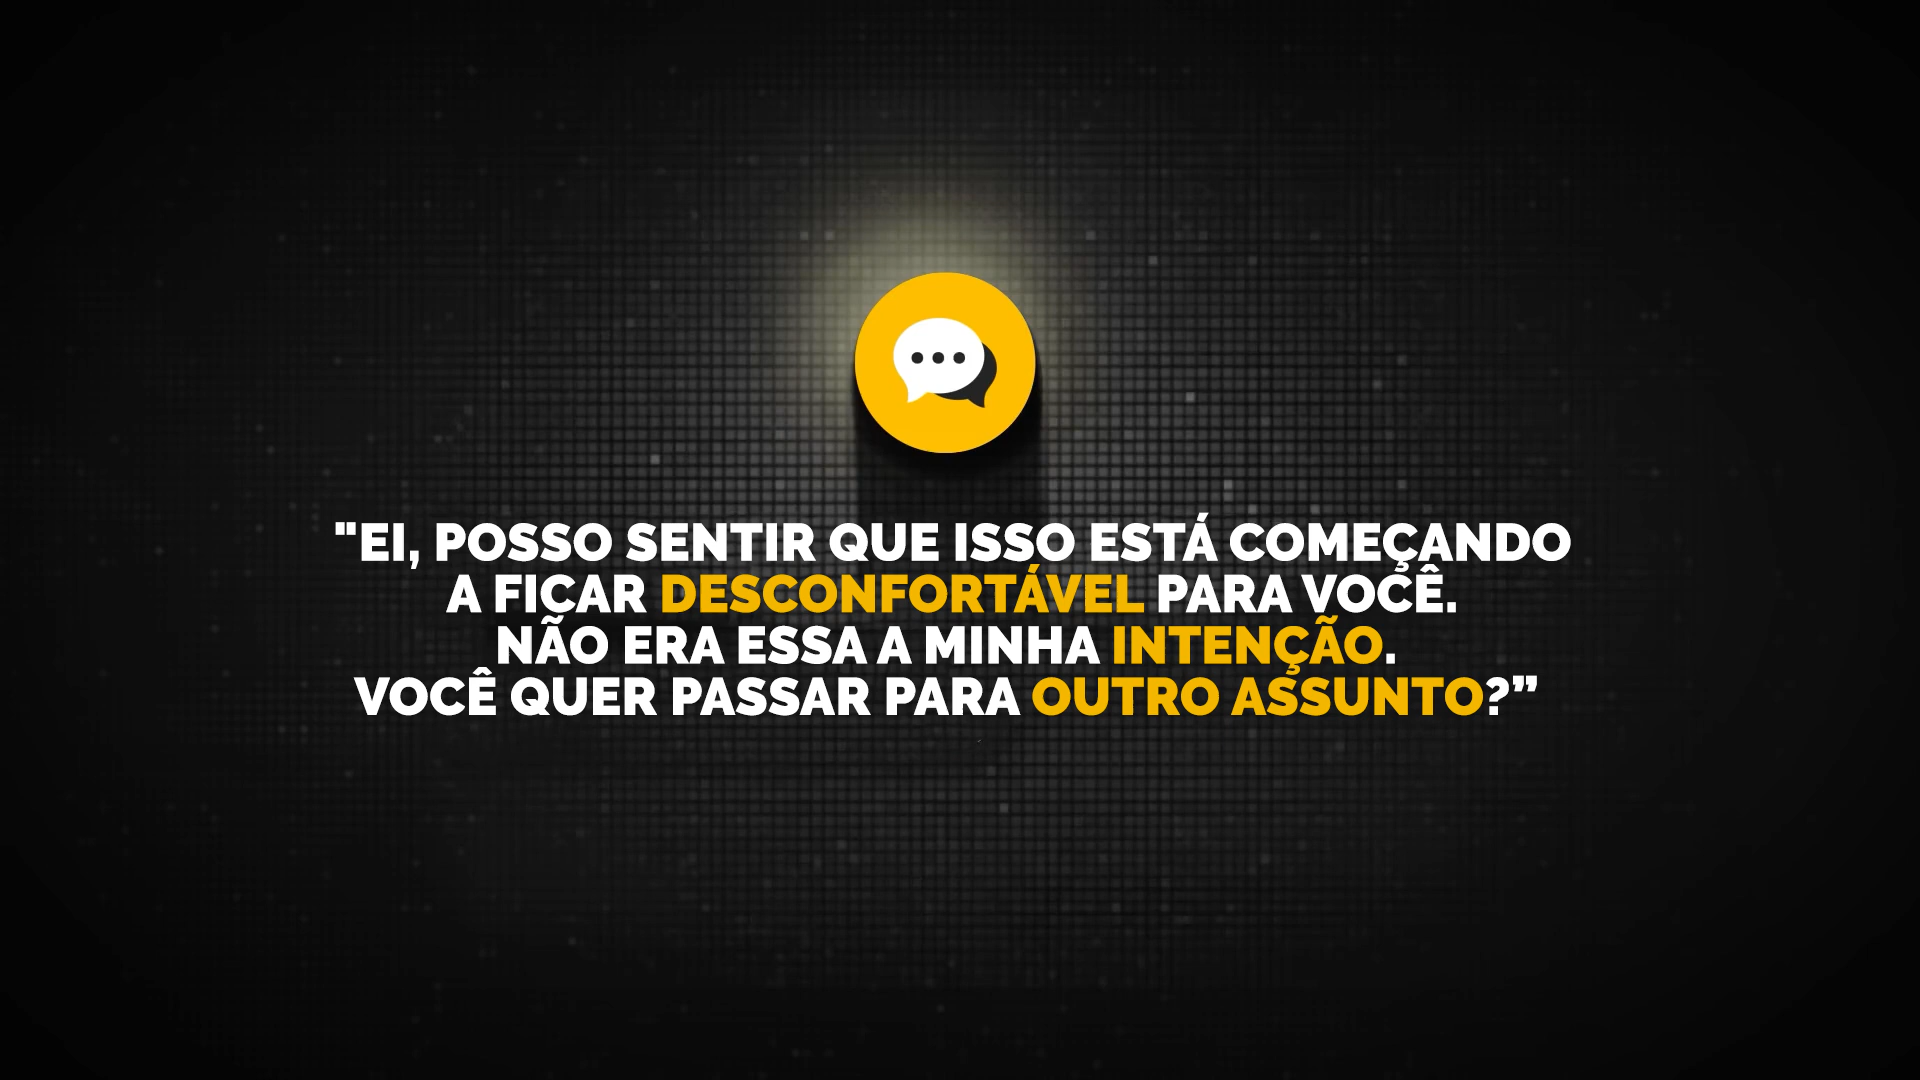 "EI, POSSO SENTIR QUE ISSO ESTÁ COMEÇANDO
A FICAR DESCONFORTÁVEL PARA VOCÊ.
NÃO ERA ESSA A MINHA INTENÇÃO.
VOCÊ QUER PASSAR PARA OUTRO ASSUNTO?”